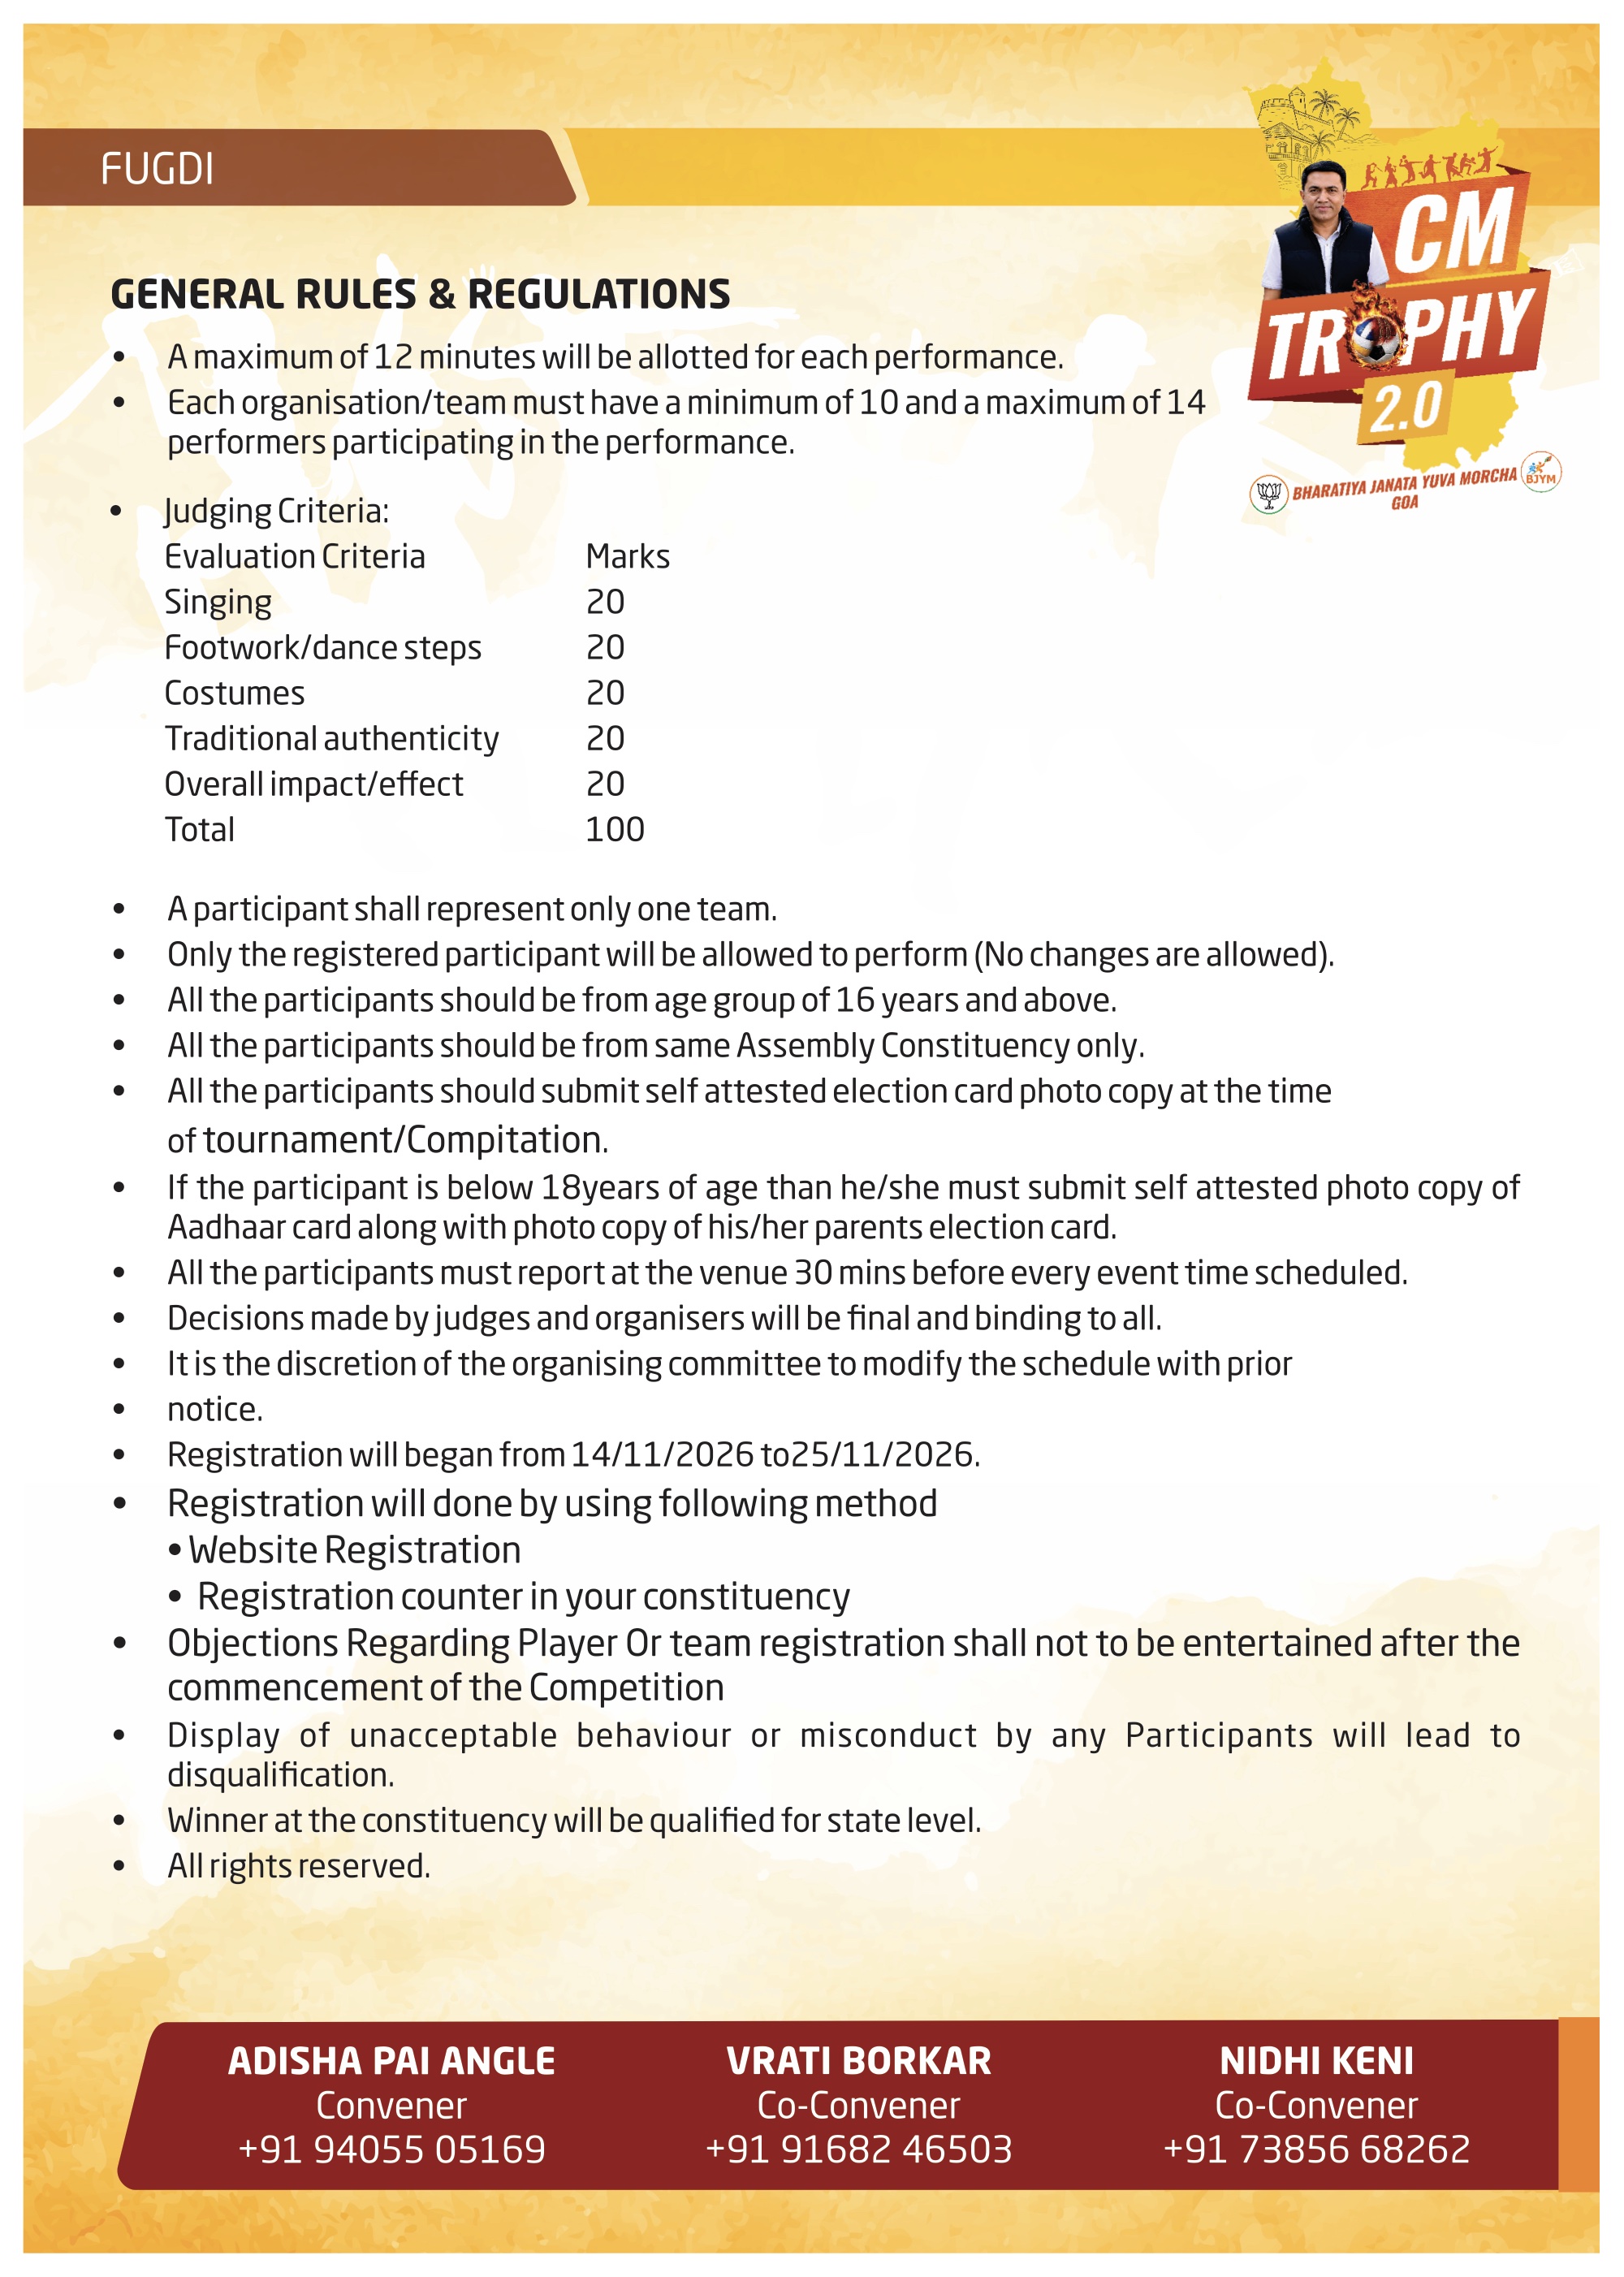 FUGDI
CM
TROPHY
2.0
BHARATIYA JANATA YUVA MORCHA
GOA
BJYM
GENERAL RULES & REGULATIONS
• A maximum of 12 minutes will be allotted for each performance.
• Each organisation/team must have a minimum of 10 and a maximum of 14
performers participating in the performance.
• Judging Criteria:
Evaluation Criteria Marks
Singing 20
Footwork/dance steps 20
Costumes 20
Traditional authenticity 20
Overall impact/effect 20
Total 100
• A participant shall represent only one team.
• Only the registered participant will be allowed to perform (No changes are allowed).
• All the participants should be from age group of 16 years and above.
• All the participants should be from same Assembly Constituency only.
• All the participants should submit self attested election card photo copy at the time
of tournament/Compitation.
• If the participant is below 18years of age than he/she must submit self attested photo copy of
Aadhaar card along with photo copy of his/her parents election card.
• All the participants must report at the venue 30 mins before every event time scheduled.
• Decisions made by judges and organisers will be final and binding to all.
• It is the discretion of the organising committee to modify the schedule with prior
• notice.
• Registration will began from 14/11/2026 to25/11/2026.
• Registration will done by using following method
• Website Registration
• Registration counter in your constituency
• Objections Regarding Player Or team registration shall not to be entertained after the
commencement of the Competition
• Display of unacceptable behaviour or misconduct by any Participants will lead to
disqualification.
• Winner at the constituency will be qualified for state level.
• All rights reserved.
ADISHA PAI ANGLE
Convener
+91 94055 05169
VRATI BORKAR
Co-Convener
+91 91682 46503
NIDHI KENI
Co-Convener
+91 73856 68262